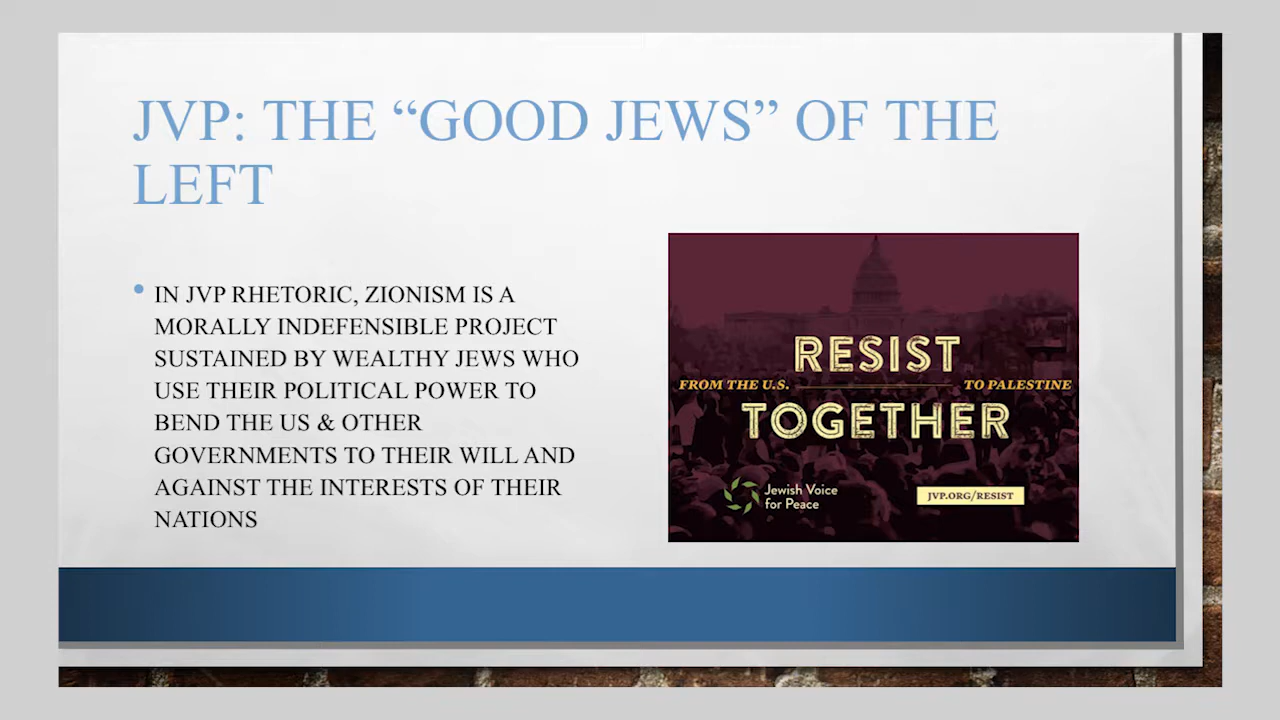 JVP: THE “GOOD JEWS” OF THE
LEFT
• IN JVP RHETORIC, ZIONISM IS A
MORALLY INDEFENSIBLE PROJECT
SUSTAINED BY WEALTHY JEWS WHO
USE THEIR POLITICAL POWER TO
BEND THE US & OTHER
GOVERNMENTS TO THEIR WILL AND
AGAINST THE INTERESTS OF THEIR
NATIONS
RESIST
FROM THE U.S. TO PALESTINE
TOGETHER
Jewish Voice
for Peace
JVP.ORG/RESIST